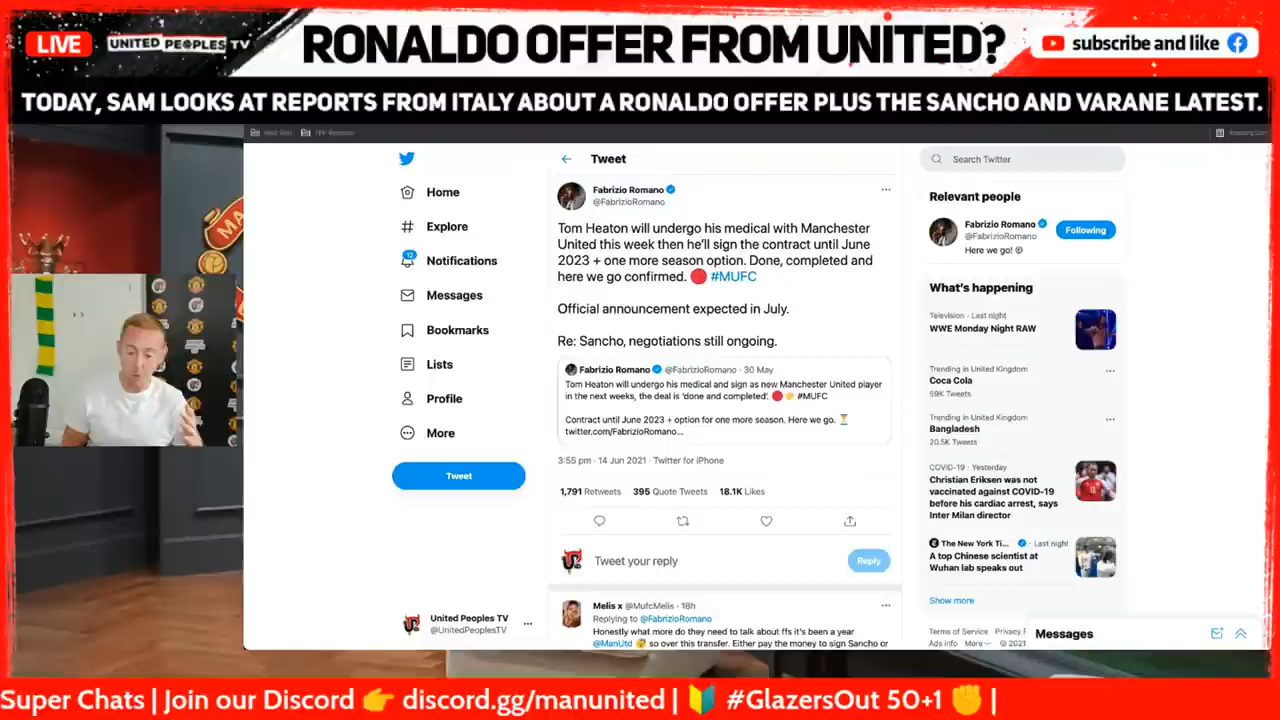 LIVE
UNITED PEOPLES TV
RONALDO OFFER FROM UNITED?
subscribe and like
TODAY, SAM LOOKS AT REPORTS FROM ITALY ABOUT A RONALDO OFFER PLUS THE SANCHO AND VARANE LATEST.
Home
Explore
12
Notifications
Messages
Bookmarks
Lists
Profile
More
Tweet
United Peoples TV
@UnitedPeoplesTV
Tweet
Fabrizio Romano
@FabrizioRomano
Tom Heaton will undergo his medical with Manchester
United this week then he'll sign the contract until June
2023 + one more season option. Done, completed and
here we go confirmed. 🔴 #MUFC
Official announcement expected in July.
Re: Sancho, negotiations still ongoing.
Fabrizio Romano @FabrizioRomano · 30 May
Tom Heaton will undergo his medical and sign as new Manchester United player
in the next weeks, the deal is 'done and completed'. 🔴 #MUFC
Contract until June 2023 + option for one more season. Here we go. ⏳
twitter.com/FabrizioRomano...
3:55 pm · 14 Jun 2021 · Twitter for iPhone
1,791 Retweets 395 Quote Tweets 18.1K Likes
Tweet your reply
Reply
Melis x @MufcMelis · 18h
Replying to @FabrizioRomano
Honestly what more do they need to talk about ffs it's been a year
@ManUtd so over this transfer. Either pay the money to sign Sancho or
Search Twitter
Relevant people
Fabrizio Romano
@FabrizioRomano
Following
Here we go! ©
What's happening
Television · Last night
WWE Monday Night RAW
Trending in United Kingdom
Coca Cola
59K Tweets
Trending in United Kingdom
Bangladesh
20.5K Tweets
COVID-19 · Yesterday
Christian Eriksen was not
vaccinated against COVID-19
before his cardiac arrest, says
Inter Milan director
The New York Ti... · Last night
A top Chinese scientist at
Wuhan lab speaks out
Show more
Terms of Service Privacy
Ads info More © 2021
Messages
Super Chats | Join our Discord 👉 discord.gg/manunited | 🔰 #GlazersOut 50+1 ✊ |